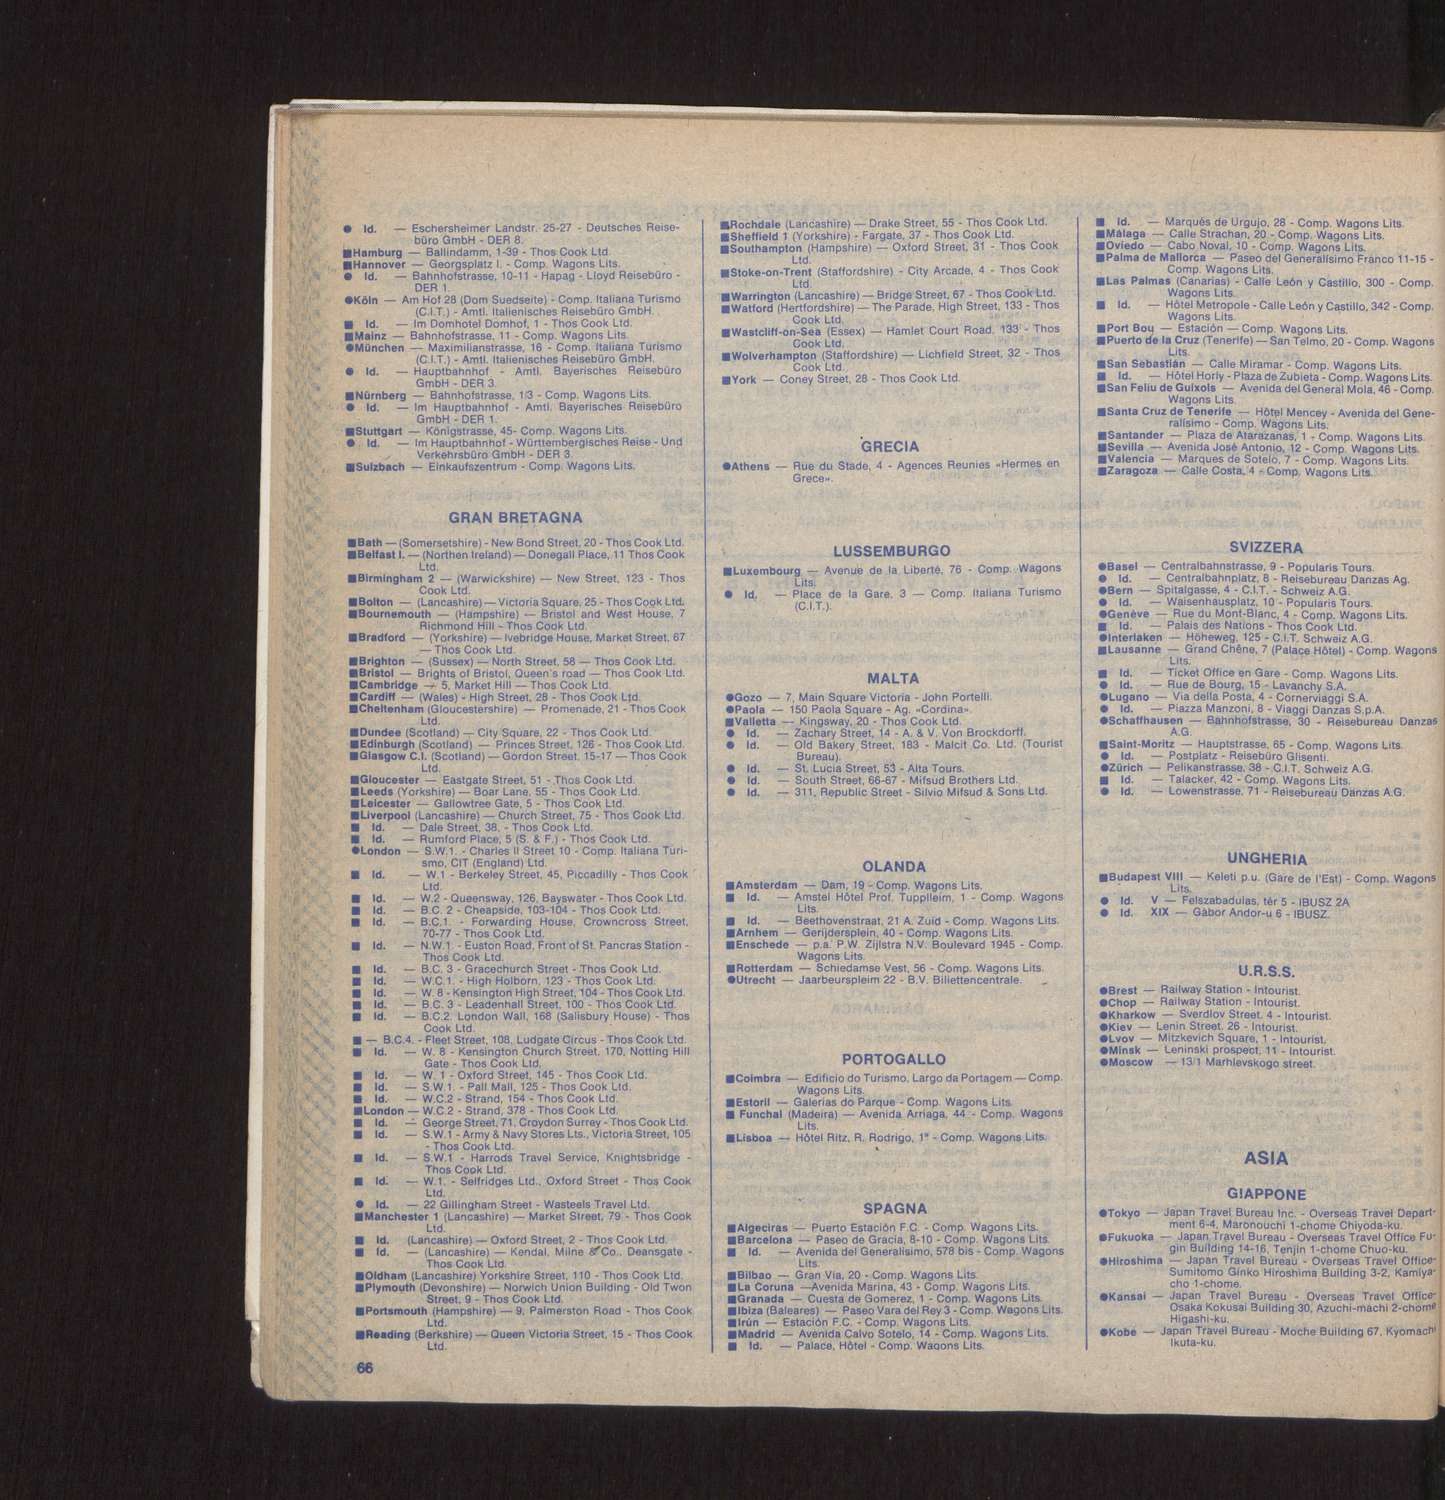 ● Id. — Eschersheimer Landstr. 25-27 - Deutsches Reise-
büro GmbH - DER 8.
■Hamburg — Ballindamm, 1-39 - Thos Cook Ltd.
■Hannover — Georgsplatz I. - Comp. Wagons Lits.
● Id. — Bahnhofstrasse, 10-11 - Hapag - Lloyd Reisebüro -
DER 1.
●Köln — Am Hof 28 (Dom Suedseite) - Comp. Italiana Turismo
(C.I.T.) - Amtl. Italienisches Reisebüro GmbH.
■ Id. — Im Domhotel Domhof, 1 - Thos Cook Ltd.
■Mainz — Bahnhofstrasse, 11 - Comp. Wagons Lits.
●München — Maximilianstrasse, 16 - Comp. Italiana Turismo
(C.I.T.) - Amtl. Italienisches Reisebüro GmbH.
● Id. — Hauptbahnhof - Amtl. Bayerisches Reisebüro
GmbH - DER 3.
■Nürnberg — Bahnhofstrasse, 1/3 - Comp. Wagons Lits.
● Id. — Im Hauptbahnhof - Amtl. Bayerisches Reisebüro
GmbH - DER 1.
■Stuttgart — Königstrasse, 45- Comp. Wagons Lits.
● Id. — Im Hauptbahnhof - Württembergisches Reise - Und
Verkehrsbüro GmbH - DER 3.
■Sulzbach — Einkaufszentrum - Comp. Wagons Lits.
GRAN BRETAGNA
■Bath — (Somersetshire) - New Bond Street, 20 - Thos Cook Ltd.
■Belfast I. — (Northen Ireland) — Donegall Place, 11 Thos Cook
Ltd.
■Birmingham 2 — (Warwickshire) — New Street, 123 - Thos
Cook Ltd.
■Bolton — (Lancashire) — Victoria Square, 25 - Thos Cook Ltd.
■Bournemouth — (Hampshire) — Bristol and West House, 7
Richmond Hill - Thos Cook Ltd.
■Bradford — (Yorkshire) — Ivebridge House, Market Street, 67
— Thos Cook Ltd.
■Brighton — (Sussex) — North Street, 58 — Thos Cook Ltd.
■Bristol — Brights of Bristol, Queen's road — Thos Cook Ltd.
■Cambridge — 5, Market Hill — Thos Cook Ltd.
■Cardiff — (Wales) - High Street, 28 - Thos Cook Ltd.
■Cheltenham (Gloucestershire) — Promenade, 21 - Thos Cook
Ltd.
■Dundee (Scotland) — City Square, 22 - Thos Cook Ltd.
■Edinburgh (Scotland) — Princes Street, 126 - Thos Cook Ltd.
■Glasgow C.I. (Scotland) — Gordon Street, 15-17 — Thos Cook
Ltd.
■Gloucester — Eastgate Street, 51 - Thos Cook Ltd.
■Leeds (Yorkshire) — Boar Lane, 55 - Thos Cook Ltd.
■Leicester — Gallowtree Gate, 5 - Thos Cook Ltd.
■Liverpool (Lancashire) — Church Street, 75 - Thos Cook Ltd.
■ Id. — Dale Street, 38, - Thos Cook Ltd.
■ Id. — Rumford Place, 5 (S. & F.) - Thos Cook Ltd.
●London — S.W.1. - Charles II Street 10 - Comp. Italiana Turi-
smo, CIT (England) Ltd.
■ Id. — W.1 - Berkeley Street, 45, Piccadilly - Thos Cook
Ltd.
■ Id. — W.2 - Queensway, 126, Bayswater - Thos Cook Ltd.
■ Id. — B.C. 2 - Cheapside, 103-104 - Thos Cook Ltd.
■ Id. — B.C.1. - Forwarding House, Crowncross Street,
70-77 - Thos Cook Ltd.
■ Id. — N.W.1. - Euston Road, Front of St. Pancras Station -
Thos Cook Ltd.
■ Id. — B.C. 3 - Gracechurch Street - Thos Cook Ltd.
■ Id. — W.C.1. - High Holborn, 123 - Thos Cook Ltd.
■ Id. — W. 8 - Kensington High Street, 104 - Thos Cook Ltd.
■ Id. — B.C. 3 - Leadenhall Street, 100 - Thos Cook Ltd.
■ Id. — B.C.2. London Wall, 168 (Salisbury House) - Thos
Cook Ltd.
■ — B.C.4. - Fleet Street, 108, Ludgate Circus - Thos Cook Ltd.
■ Id. — W. 8 - Kensington Church Street, 170, Notting Hill
Gate - Thos Cook Ltd.
■ Id. — W. 1 - Oxford Street, 145 - Thos Cook Ltd.
■ Id. — S.W.1. - Pall Mall, 125 - Thos Cook Ltd.
■ Id. — W.C.2 - Strand, 154 - Thos Cook Ltd.
■London — W.C.2 - Strand, 378 - Thos Cook Ltd.
■ Id. — George Street, 71, Croydon Surrey - Thos Cook Ltd.
■ Id. — S.W.1 - Army & Navy Stores Lts., Victoria Street, 105
- Thos Cook Ltd.
■ Id. — S.W.1 - Harrods Travel Service, Knightsbridge -
Thos Cook Ltd.
■ Id. — W.1. - Selfridges Ltd., Oxford Street - Thos Cook
Ltd.
● Id. — 22 Gillingham Street - Wasteels Travel Ltd.
■Manchester 1 (Lancashire) — Market Street, 79 - Thos Cook
Ltd.
■ Id. (Lancashire) — Oxford Street, 2 - Thos Cook Ltd.
■ Id. — (Lancashire) — Kendal, Milne & Co., Deansgate -
Thos Cook Ltd.
■Oldham (Lancashire) Yorkshire Street, 110 - Thos Cook Ltd.
■Plymouth (Devonshire) — Norwich Union Building - Old Twon
Street, 9 - Thos Cook Ltd.
■Portsmouth (Hampshire) — 9, Palmerston Road - Thos Cook
Ltd.
■Reading (Berkshire) — Queen Victoria Street, 15 - Thos Cook
Ltd.
66
■Rochdale (Lancashire) — Drake Street, 55 - Thos Cook Ltd.
■Sheffield 1 (Yorkshire) - Fargate, 37 - Thos Cook Ltd.
■Southampton (Hampshire) — Oxford Street, 31 - Thos Cook
Ltd.
■Stoke-on-Trent (Staffordshire) - City Arcade, 4 - Thos Cook
Ltd.
■Warrington (Lancashire) — Bridge Street, 67 - Thos Cook Ltd.
■Watford (Hertfordshire) — The Parade, High Street, 133 - Thos
Cook Ltd.
■Wastcliff-on-Sea (Essex) — Hamlet Court Road, 133 - Thos
Cook Ltd.
■Wolverhampton (Staffordshire) — Lichfield Street, 32 - Thos
Cook Ltd.
■York — Coney Street, 28 - Thos Cook Ltd.
GRECIA
●Athens — Rue du Stade, 4 - Agences Reunies «Hermes en
Grece».
LUSSEMBURGO
■Luxembourg — Avenue de la Liberté, 76 - Comp. Wagons
Lits.
● Id. — Place de la Gare, 3 — Comp. Italiana Turismo
(C.I.T.).
MALTA
●Gozo — 7, Main Square Victoria - John Portelli.
●Paola — 150 Paola Square - Ag. «Cordina».
■Valletta — Kingsway, 20 - Thos Cook Ltd.
● Id. — Zachary Street, 14 - A. & V. Von Brockdorff.
● Id. — Old Bakery Street, 183 - Malcit Co. Ltd. (Tourist
Bureau).
● Id. — St. Lucia Street, 53 - Alta Tours.
● Id. — South Street, 66-67 - Mifsud Brothers Ltd.
● Id. — 311, Republic Street - Silvio Mifsud & Sons Ltd.
OLANDA
■Amsterdam — Dam, 19 - Comp. Wagons Lits.
■ Id. — Amstel Hôtel Prof. Tupplleim, 1 - Comp. Wagons
Lits.
■ Id. — Beethovenstraat, 21 A. Zuid - Comp. Wagons Lits.
■Arnhem — Gerijdersplein, 40 - Comp. Wagons Lits.
■Enschede — p.a. P.W. Zijlstra N.V. Boulevard 1945 - Comp.
Wagons Lits.
■Rotterdam — Schiedamse Vest, 56 - Comp. Wagons Lits.
●Utrecht — Jaarbeurspleim 22 - B.V. Biliettencentrale.
PORTOGALLO
■Coimbra — Edificio do Turismo, Largo da Portagem — Comp.
Wagons Lits.
■Estoril — Galerias do Parque - Comp. Wagons Lits.
■ Funchal (Madeira) — Avenida Arriaga, 44 - Comp. Wagons
Lits.
■Lisboa — Hôtel Ritz, R. Rodrigo, 1ª - Comp. Wagons Lits.
SPAGNA
■Algeciras — Puerto Estación F.C. - Comp. Wagons Lits.
■Barcelona — Paseo de Gracia, 8-10 - Comp. Wagons Lits.
■ Id. — Avenida del Generalísimo, 578 bis - Comp. Wagons
Lits.
■Bilbao — Gran Via, 20 - Comp. Wagons Lits.
■La Coruna —Avenida Marina, 43 - Comp. Wagons Lits.
■Granada — Cuesta de Gomerez, 1 - Comp. Wagons Lits.
■Ibiza (Baleares) — Paseo Vara del Rey 3 - Comp. Wagons Lits.
■Irún — Estación F.C. - Comp. Wagons Lits.
■Madrid — Avenida Calvo Sotelo, 14 - Comp. Wagons Lits.
■ Id. — Palace, Hôtel - Comp. Wagons Lits.
■ Id. — Marqués de Urgujo, 28 - Comp. Wagons Lits.
■Málaga — Calle Strachan, 20 - Comp. Wagons Lits.
■Oviedo — Cabo Noval, 10 - Comp. Wagons Lits.
■Palma de Mallorca — Paseo del Generalísimo Franco 11-15 -
Comp. Wagons Lits.
■Las Palmas (Canarias) - Calle León y Castillo, 300 - Comp.
Wagons Lits.
■ Id. — Hôtel Metropole - Calle León y Castillo, 342 - Comp.
Wagons Lits.
■Port Bou — Estación — Comp. Wagons Lits.
■Puerto de la Cruz (Tenerife) — San Telmo, 20 - Comp. Wagons
Lits.
■San Sebastián — Calle Miramar - Comp. Wagons Lits.
■ Id. — Hôtel Horly - Plaza de Zubieta - Comp. Wagons Lits.
■San Feliu de Guixols — Avenida del General Mola, 46 - Comp.
Wagons Lits.
■Santa Cruz de Tenerife — Hôtel Mencey - Avenida del Gene-
ralísimo - Comp. Wagons Lits.
■Santander — Plaza de Atarazanas, 1 - Comp. Wagons Lits.
■Sevilla — Avenida José Antonio, 12 - Comp. Wagons Lits.
■Valencia — Marques de Sotelo, 7 - Comp. Wagons Lits.
■Zaragoza — Calle Costa, 4 - Comp. Wagons Lits.
SVIZZERA
●Basel — Centralbahnstrasse, 9 - Popularis Tours.
● Id. — Centralbahnplatz, 8 - Reisebureau Danzas Ag.
●Bern — Spitalgasse, 4 - C.I.T. - Schweiz A.G.
● Id. — Waisenhausplatz, 10 - Popularis Tours.
●Genève — Rue du Mont-Blanc, 4 - Comp. Wagons Lits.
■ Id. — Palais des Nations - Thos Cook Ltd.
●Interlaken — Höheweg, 125 - C.I.T. Schweiz A.G.
■Lausanne — Grand Chêne, 7 (Palace Hôtel) - Comp. Wagons
Lits.
■ Id. — Ticket Office en Gare - Comp. Wagons Lits.
● Id. — Rue de Bourg, 15 - Lavanchy S.A.
●Lugano — Via della Posta, 4 - Cornerviaggi S.A.
● Id. — Piazza Manzoni, 8 - Viaggi Danzas S.p.A.
●Schaffhausen — Bahnhofstrasse, 30 - Reisebureau Danzas
A.G.
■Saint-Moritz — Hauptstrasse, 65 - Comp. Wagons Lits.
● Id. — Postplatz - Reisebüro Glisenti.
●Zürich — Pelikanstrasse, 38 - C.I.T. Schweiz A.G.
■ Id. — Talacker, 42 - Comp. Wagons Lits.
● Id. — Lowenstrasse, 71 - Reisebureau Danzas A.G.
UNGHERIA
■Budapest VIII — Keleti p.u. (Gare de l'Est) - Comp. Wagons
Lits.
● Id. V — Felszabadulas, tér 5 - IBUSZ 2A
● Id. XIX — Gàbor Andor-u 6 - IBUSZ.
U.R.S.S.
●Brest — Railway Station - Intourist.
●Chop — Railway Station - Intourist.
●Kharkow — Sverdlov Street, 4 - Intourist.
●Kiev — Lenin Street, 26 - Intourist.
●Lvov — Mitzkevich Square, 1 - Intourist.
●Minsk — Leninski prospect, 11 - Intourist.
●Moscow — 13/1 Marhlevskogo street.
ASIA
GIAPPONE
●Tokyo — Japan Travel Bureau Inc. - Overseas Travel Depart-
ment 6-4, Maronouchi 1-chome Chiyoda-ku.
●Fukuoka — Japan Travel Bureau - Overseas Travel Office Fu-
gin Building 14-16, Tenjin 1-chome Chuo-ku.
●Hiroshima — Japan Travel Bureau - Overseas Travel Office-
Sumitomo Ginko Hiroshima Building 3-2, Kamiya-
cho 1-chome.
●Kansai — Japan Travel Bureau - Overseas Travel Office-
Osaka Kokusai Building 30, Azuchi-machi 2-chome
Higashi-ku.
●Kobe — Japan Travel Bureau - Moche Building 67, Kyomachi
Ikuta-ku.